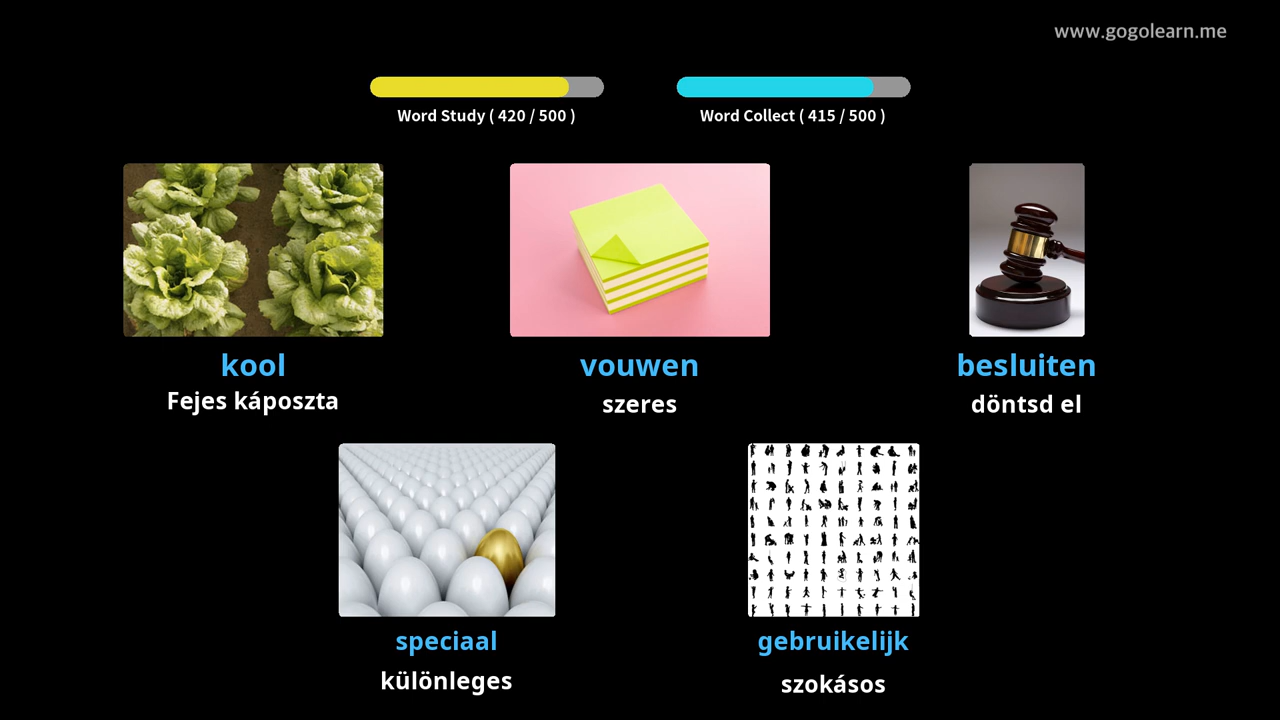 www.gogolearn.me
Word Study ( 420 / 500 )
Word Collect ( 415 / 500 )
kool
Fejes káposzta
vouwen
szeres
besluiten
döntsd el
speciaal
különleges
gebruikelijk
szokásos